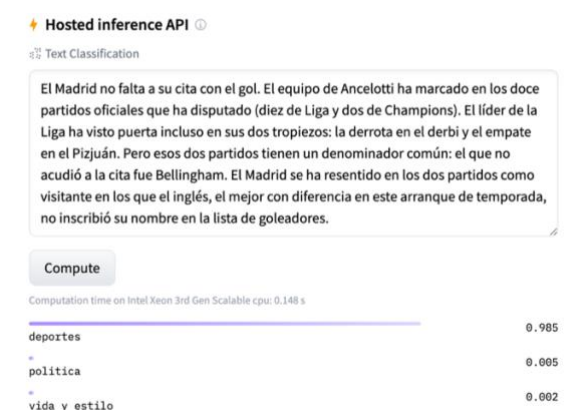 Hosted inference API
Text Classification
El Madrid no falta a su cita con el gol. El equipo de Ancelotti ha marcado en los doce
partidos oficiales que ha disputado (diez de Liga y dos de Champions). El líder de la
Liga ha visto puerta incluso en sus dos tropiezos: la derrota en el derbi y el empate
en el Pizjuán. Pero esos dos partidos tienen un denominador común: el que no
acudió a la cita fue Bellingham. El Madrid se ha resentido en los dos partidos como
visitante en los que el inglés, el mejor con diferencia en este arranque de temporada,
no inscribió su nombre en la lista de goleadores.
Compute
Computation time on Intel Xeon 3rd Gen Scalable cpu: 0.148 s
deportes 0.985
politica 0.005
vida y estilo 0.002